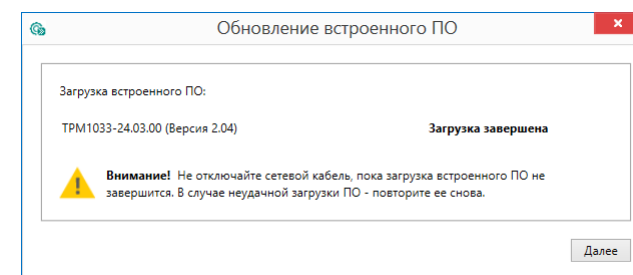 Обновление встроенного ПО
Загрузка встроенного ПО:
ТРМ1033-24.03.00 (Версия 2.04) Загрузка завершена
Внимание! Не отключайте сетевой кабель, пока загрузка встроенного ПО не
завершится. В случае неудачной загрузки ПО - повторите ее снова.
Далее